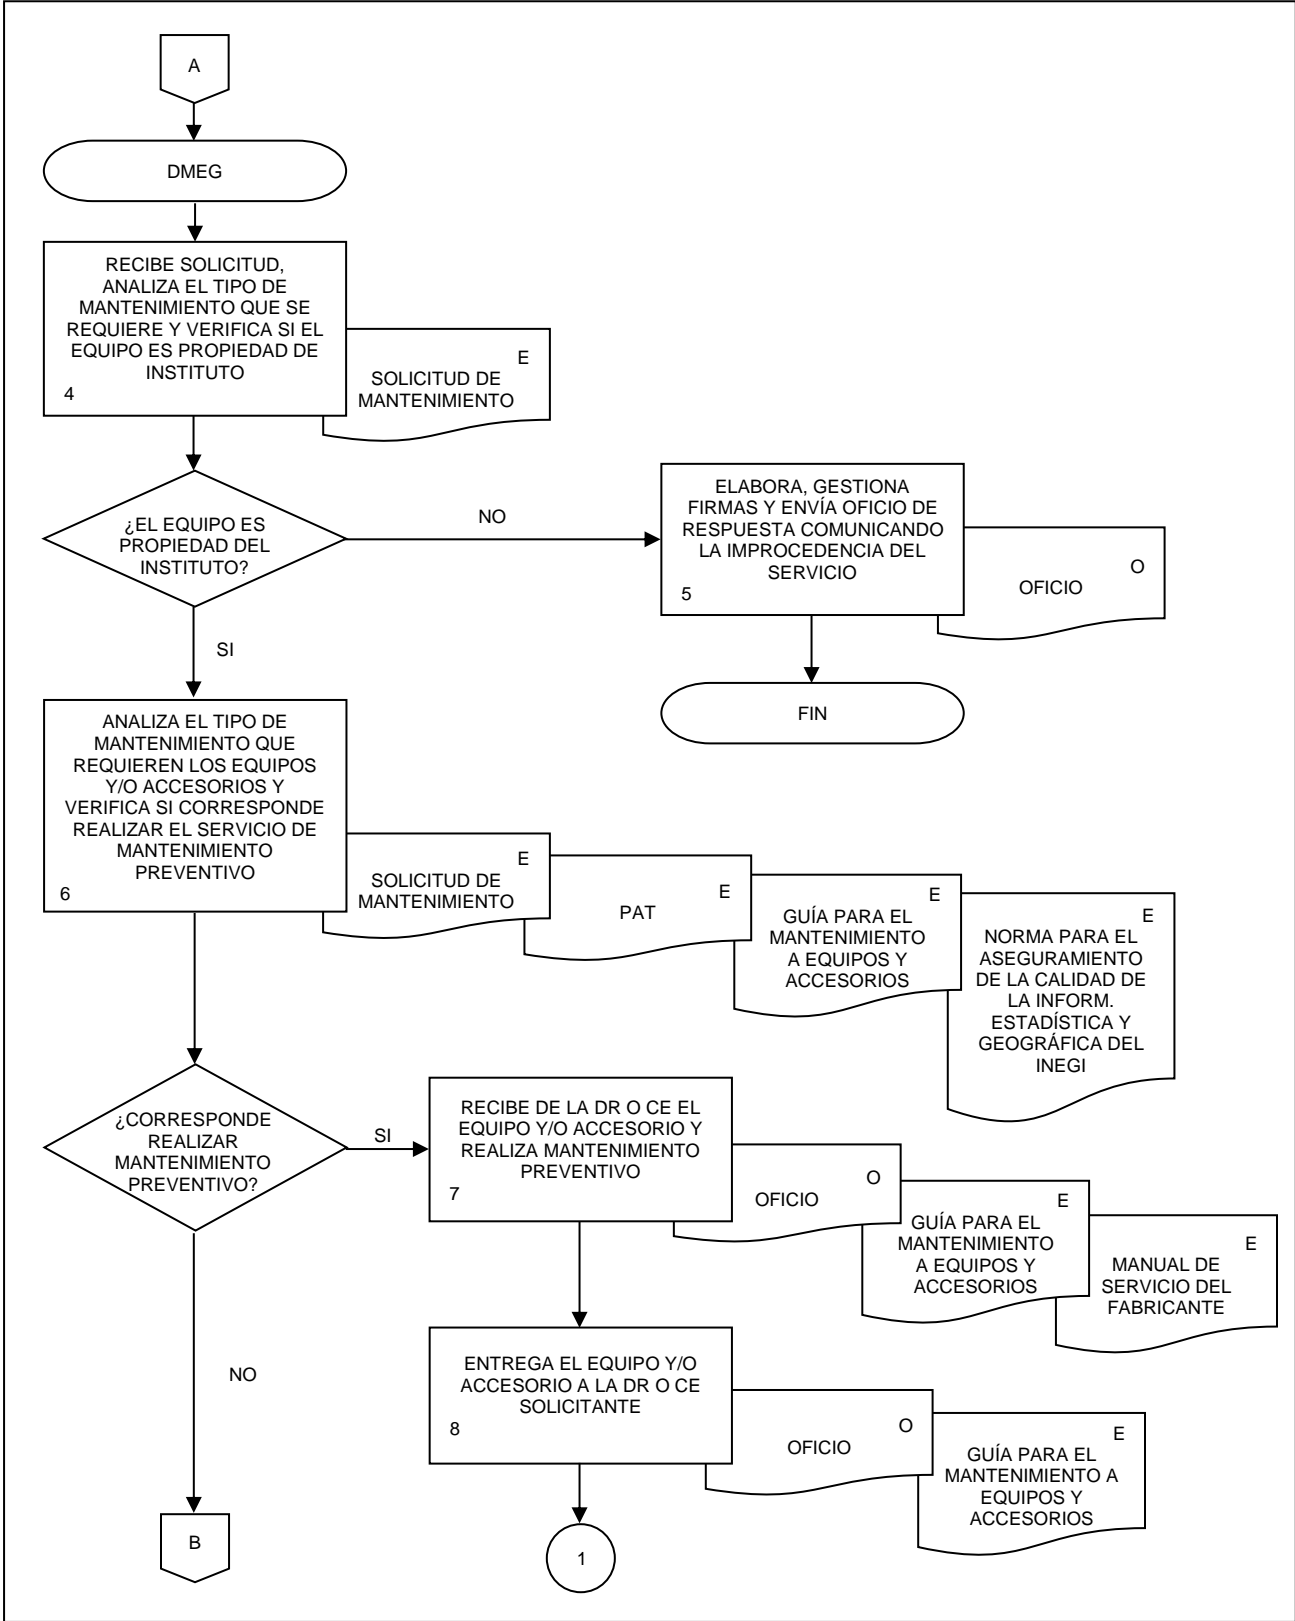 A
DMEG
RECIBE SOLICITUD,
ANALIZA EL TIPO DE
MANTENIMIENTO QUE SE
REQUIERE Y VERIFICA SI EL
EQUIPO ES PROPIEDAD DE
INSTITUTO
4
E
SOLICITUD DE
MANTENIMIENTO
¿EL EQUIPO ES
PROPIEDAD DEL
INSTITUTO?
NO
ELABORA, GESTIONA
FIRMAS Y ENVÍA OFICIO DE
RESPUESTA COMUNICANDO
LA IMPROCEDENCIA DEL
SERVICIO
5
O
OFICIO
FIN
SI
ANALIZA EL TIPO DE
MANTENIMIENTO QUE
REQUIEREN LOS EQUIPOS
Y/O ACCESORIOS Y
VERIFICA SI CORRESPONDE
REALIZAR EL SERVICIO DE
MANTENIMIENTO
PREVENTIVO
6
E
SOLICITUD DE
MANTENIMIENTO
E
PAT
E
GUÍA PARA EL
MANTENIMIENTO
A EQUIPOS Y
ACCESORIOS
E
NORMA PARA EL
ASEGURAMIENTO
DE LA CALIDAD DE
LA INFORM.
ESTADÍSTICA Y
GEOGRÁFICA DEL
INEGI
¿CORRESPONDE
REALIZAR
MANTENIMIENTO
PREVENTIVO?
SI
RECIBE DE LA DR O CE EL
EQUIPO Y/O ACCESORIO Y
REALIZA MANTENIMIENTO
PREVENTIVO
7
O
OFICIO
E
GUÍA PARA EL
MANTENIMIENTO
A EQUIPOS Y
ACCESORIOS
E
MANUAL DE
SERVICIO DEL
FABRICANTE
NO
ENTREGA EL EQUIPO Y/O
ACCESORIO A LA DR O CE
SOLICITANTE
8
O
OFICIO
E
GUÍA PARA EL
MANTENIMIENTO A
EQUIPOS Y
ACCESORIOS
B
1